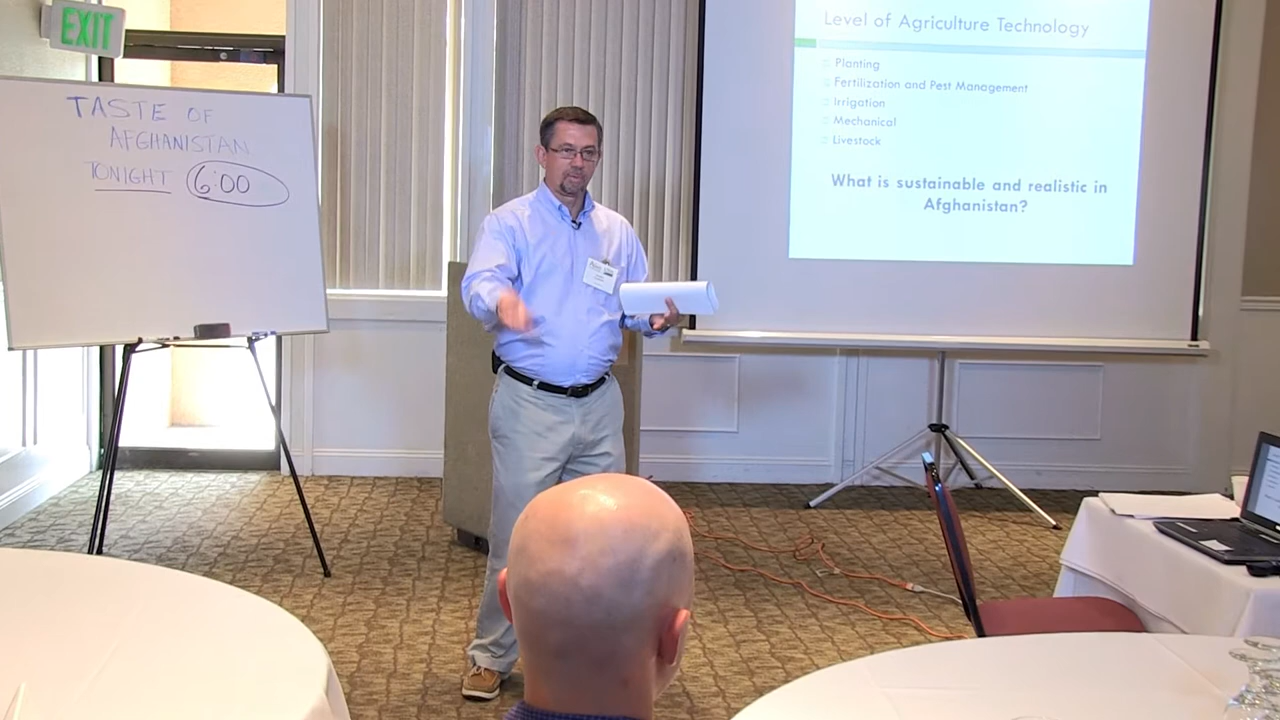 EXIT
TASTE OF
AFGHANISTAN
TONIGHT 6:00
Level of Agriculture Technology
Planting
Fertilization and Pest Management
Irrigation
Mechanical
Livestock
What is sustainable and realistic in
Afghanistan?